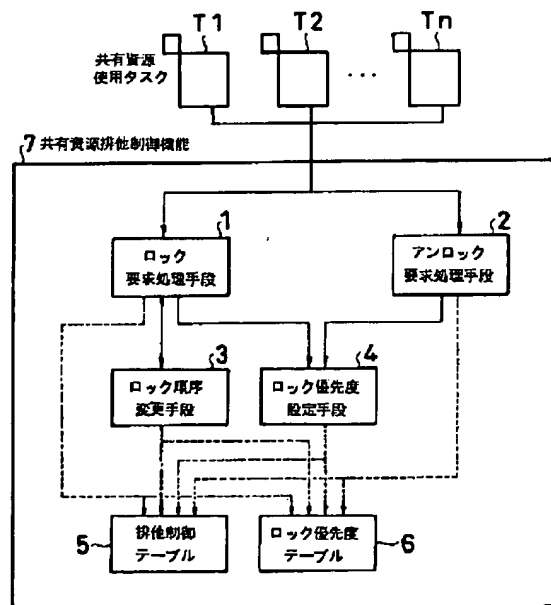 T1
T2
Tn
共有資源
使用タスク
...
7 共有資源排他制御機能
1
2
ロック
要求処理手段
アンロック
要求処理手段
3
4
ロック順序
変更手段
ロック優先度
設定手段
5
排他制御
テーブル
ロック優先度
テーブル
6